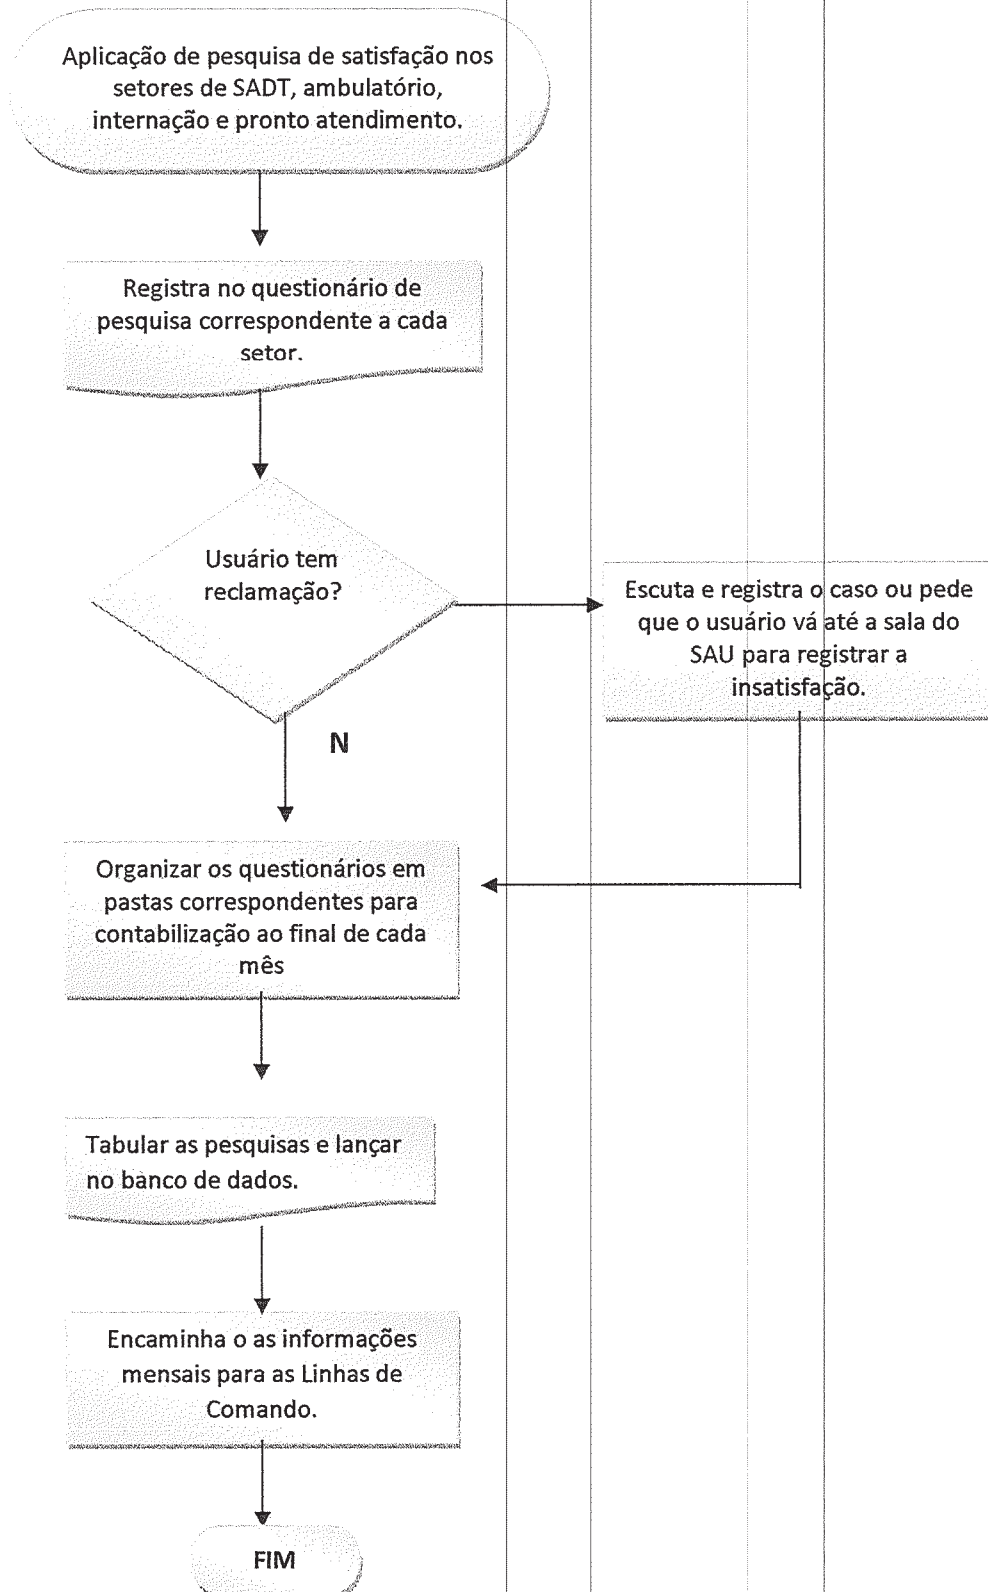 Aplicação de pesquisa de satisfação nos
setores de SADT, ambulatório,
internação e pronto atendimento.
Registra no questionário de
pesquisa correspondente a cada
setor.
Usuário tem
reclamação?
Escuta e registra o caso ou pede
que o usuário vá até a sala do
SAU para registrar a
insatisfação.
N
Organizar os questionários em
pastas correspondentes para
contabilização ao final de cada
mês
Tabular as pesquisas e lançar
no banco de dados.
Encaminha o as informações
mensais para as Linhas de
Comando.
FIM